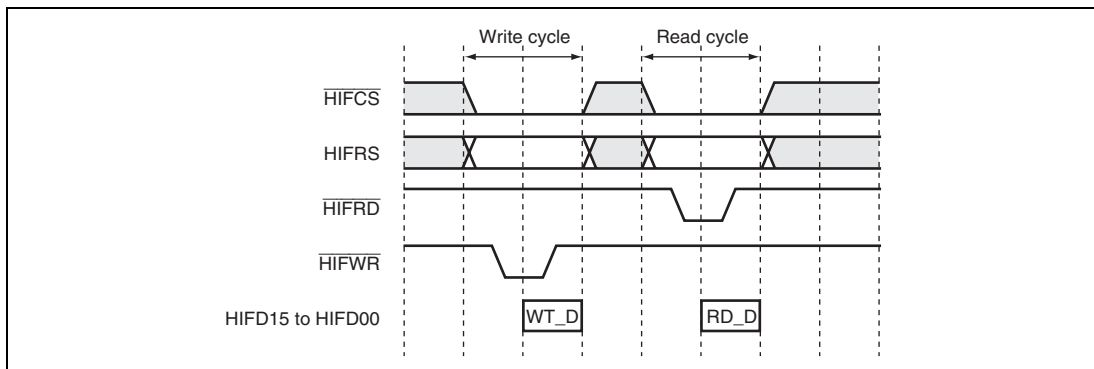 Write cycle Read cycle
HIFCS
HIFRS
HIFRD
HIFWR
HIFD15 to HIFD00 WT_D RD_D